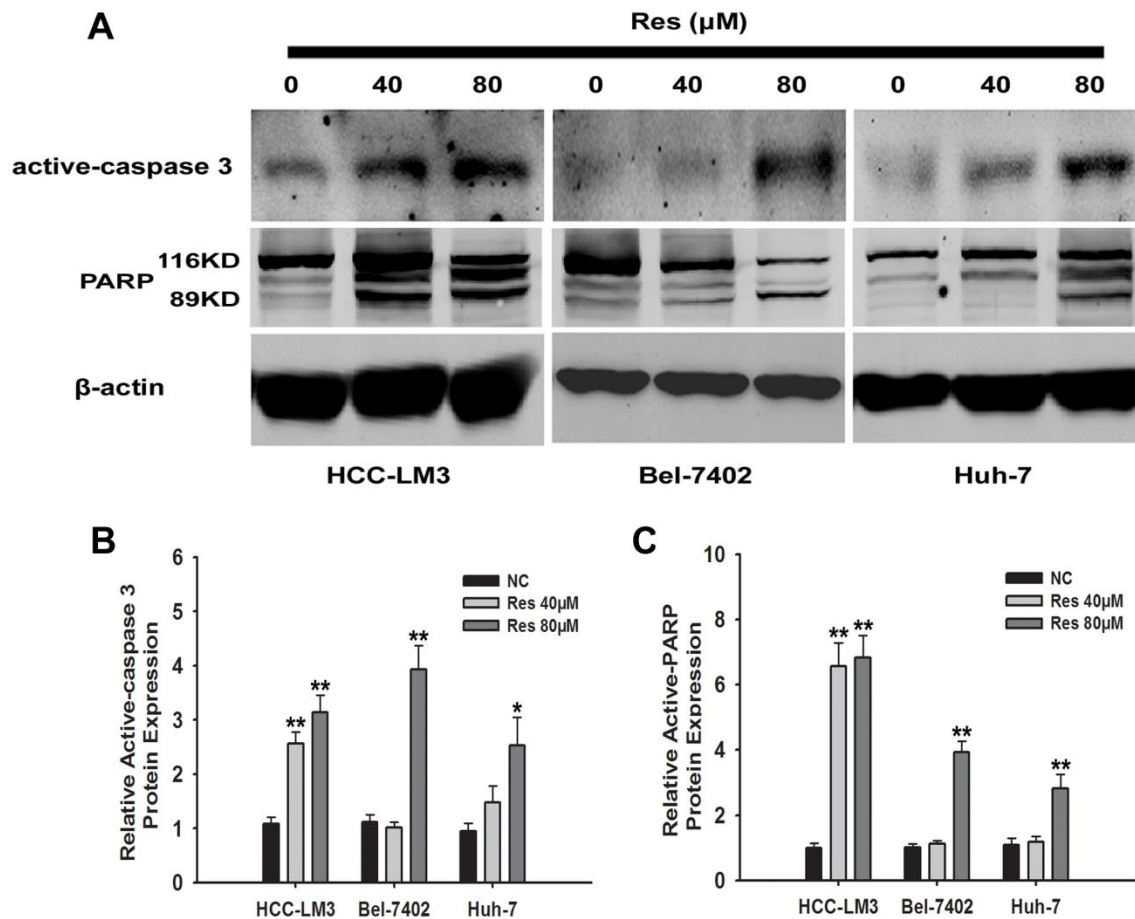 A
Res (μM)
0 40 80 0 40 80 0 40 80
active-caspase 3
116KD
PARP
89KD
β-actin
HCC-LM3 Bel-7402 Huh-7
B
Relative Active-caspase 3
Protein Expression
6
5
4
3
2
1
0
NC
Res 40μM
Res 80μM
** ** ** *
HCC-LM3 Bel-7402 Huh-7
C
Relative Active-PARP
Protein Expression
10
8
6
4
2
0
NC
Res 40μM
Res 80μM
** ** ** **
HCC-LM3 Bel-7402 Huh-7